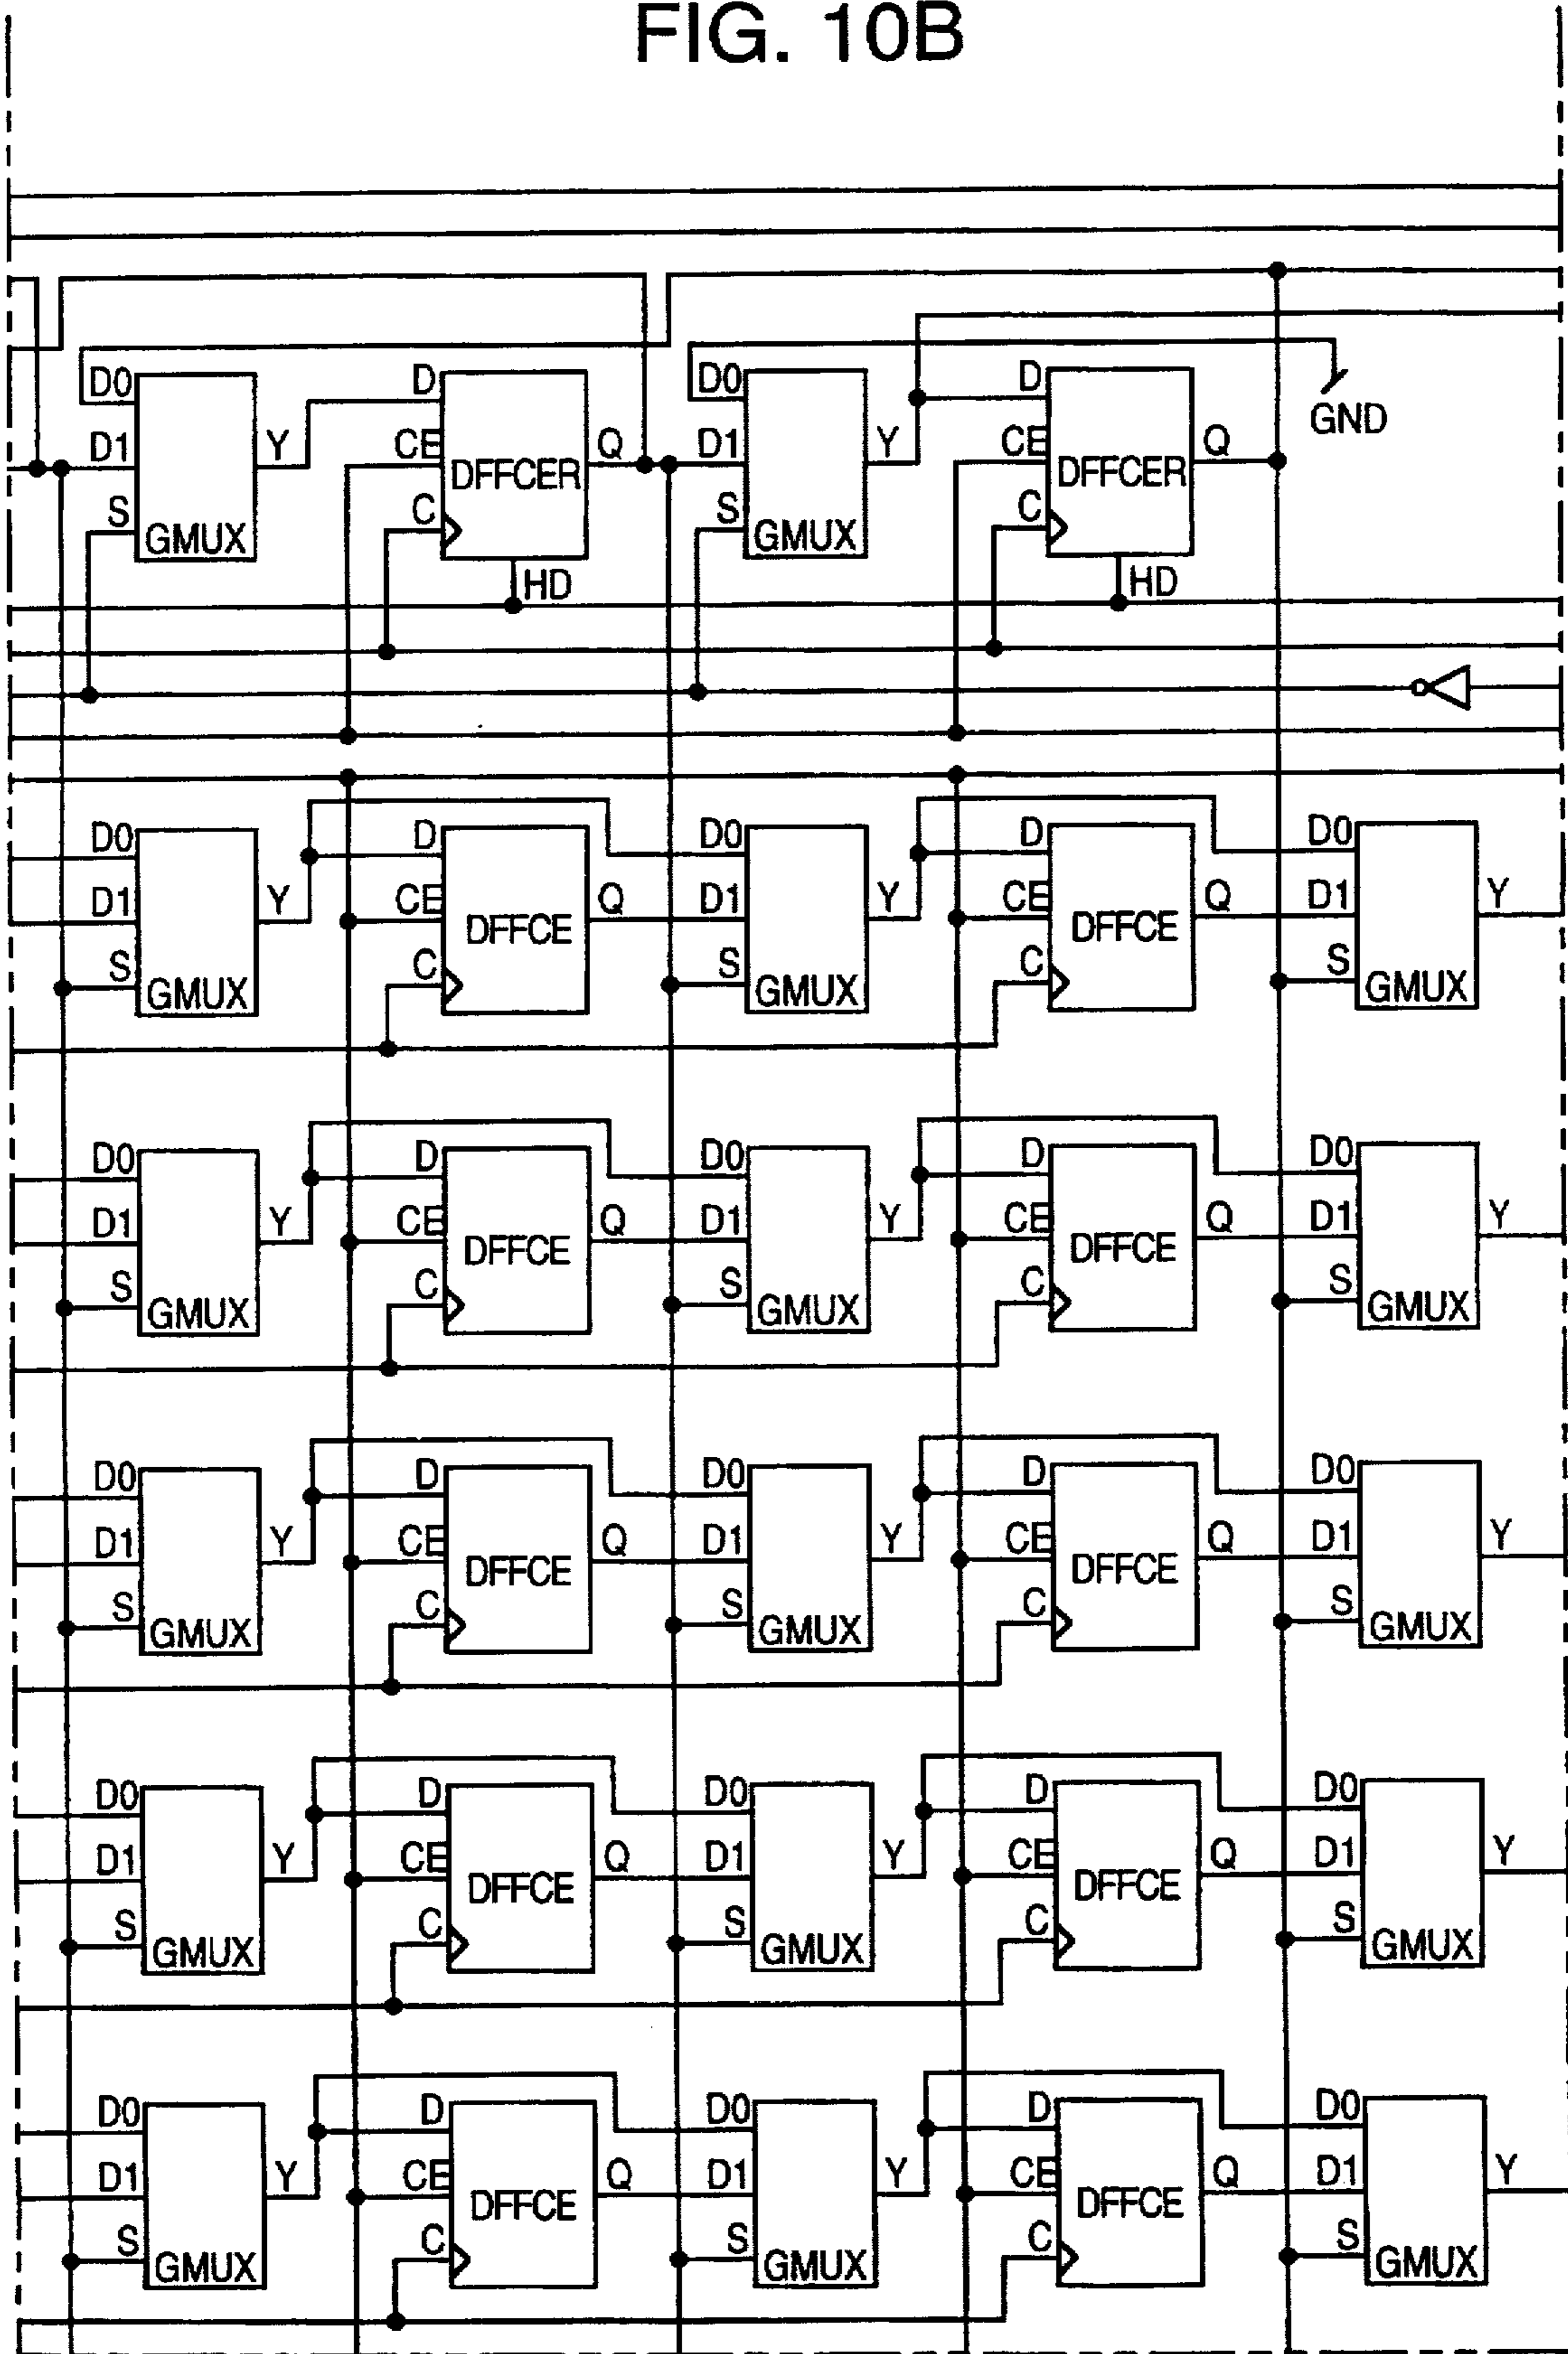 FIG. 10B
D0 D D0 D
D1 Y CE Q D1 Y CE Q GND
DFFCER DFFCER
S C S C
GMUX GMUX
HD HD
D0 D D0 D D0
D1 Y CE Q D1 Y CE Q D1 Y
DFFCE DFFCE
S C S C S
GMUX GMUX GMUX
D0 D D0 D D0
D1 Y CE Q D1 Y CE Q D1 Y
DFFCE DFFCE
S C S C S
GMUX GMUX GMUX
D0 D D0 D D0
D1 Y CE Q D1 Y CE Q D1 Y
DFFCE DFFCE
S C S C S
GMUX GMUX GMUX
D0 D D0 D D0
D1 Y CE Q D1 Y CE Q D1 Y
DFFCE DFFCE
S C S C S
GMUX GMUX GMUX
D0 D D0 D D0
D1 Y CE Q D1 Y CE Q D1 Y
DFFCE DFFCE
S C S C S
GMUX GMUX GMUX